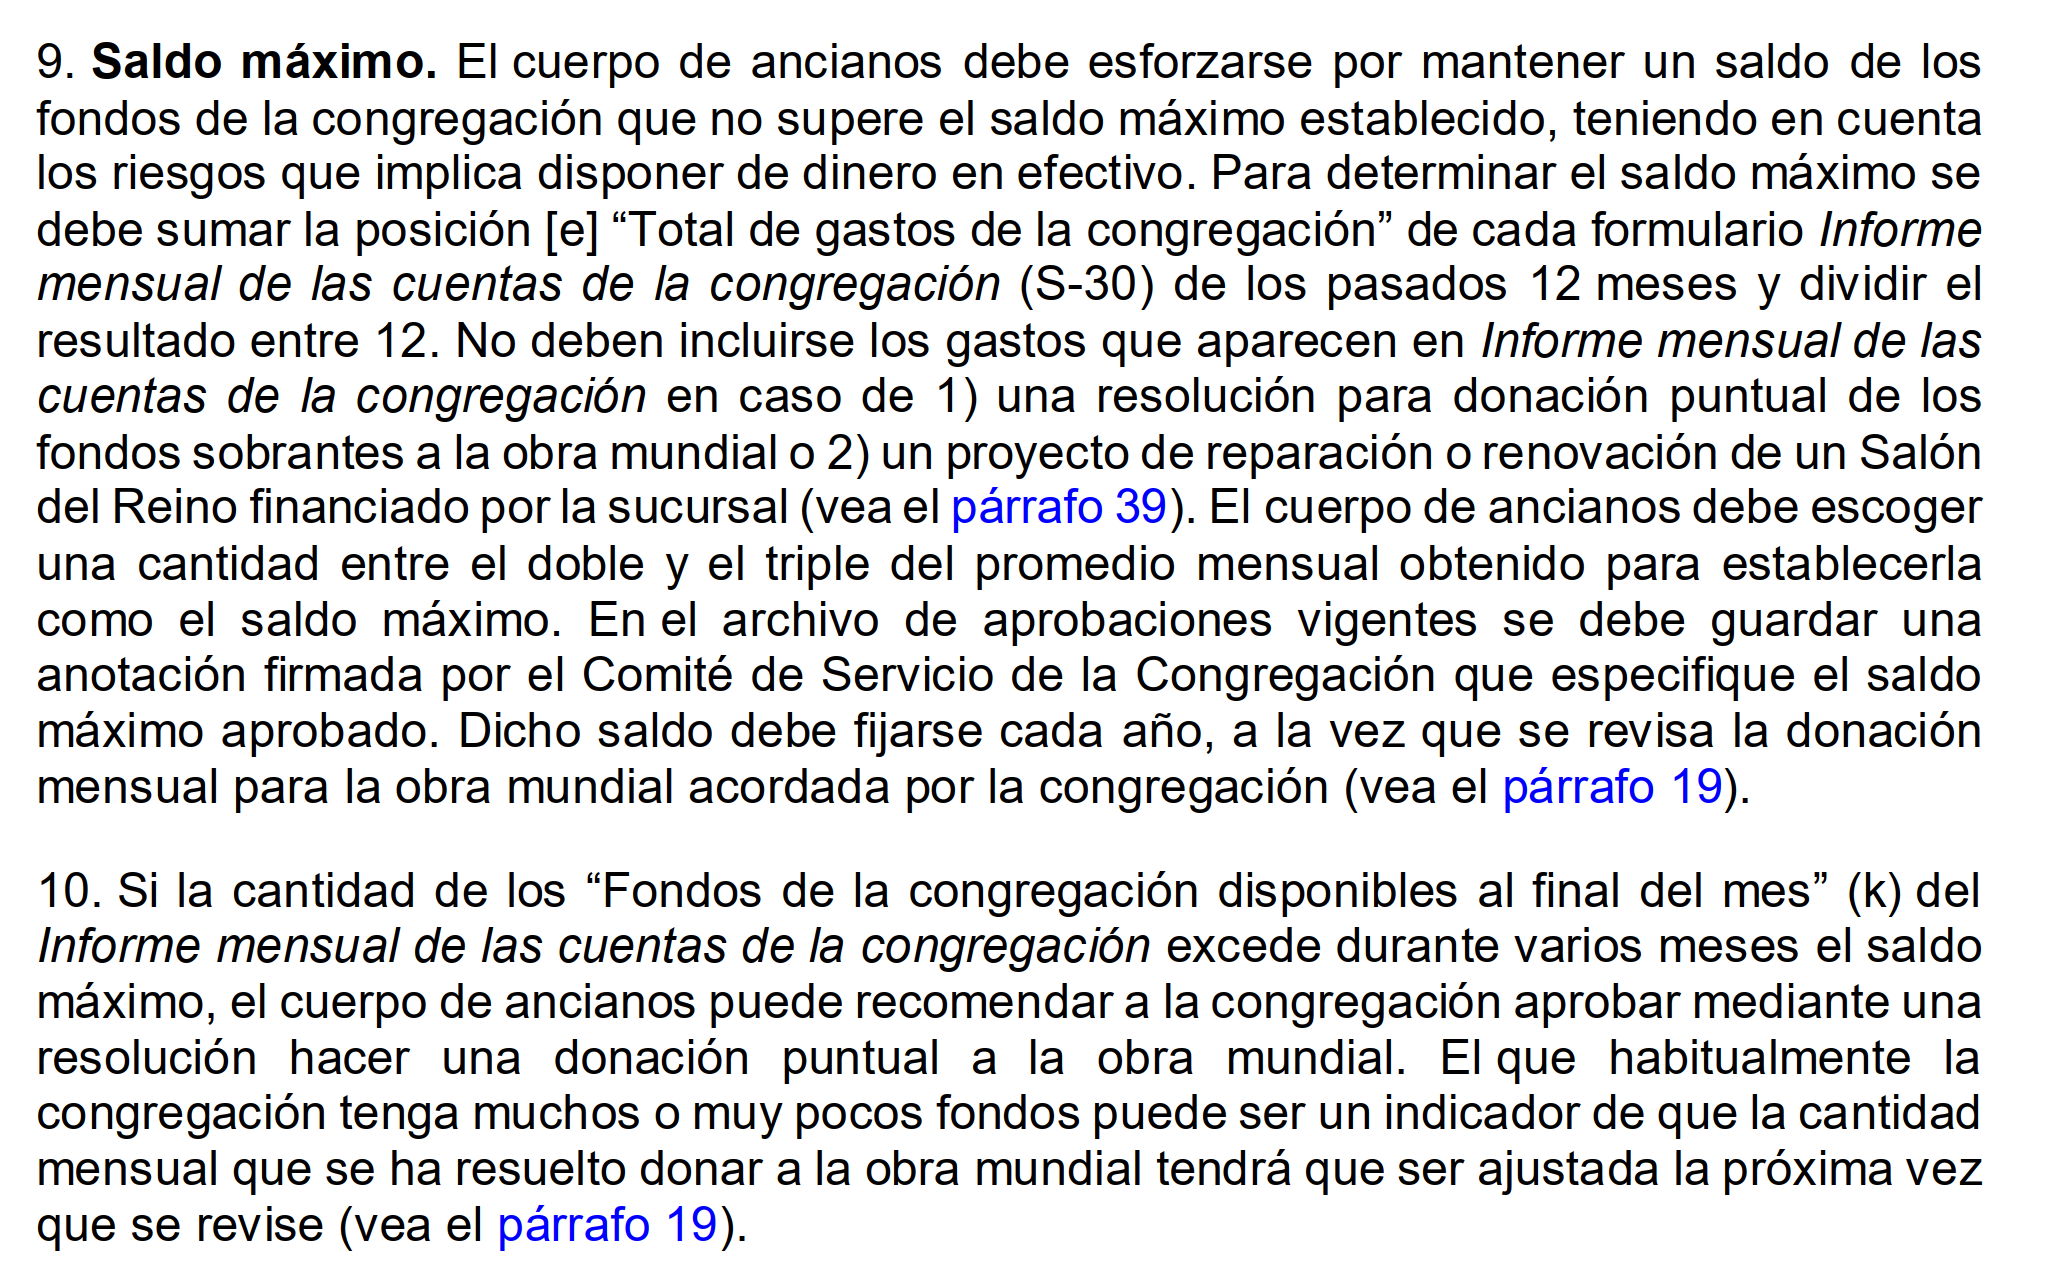 9. Saldo máximo. El cuerpo de ancianos debe esforzarse por mantener un saldo de los
fondos de la congregación que no supere el saldo máximo establecido, teniendo en cuenta
los riesgos que implica disponer de dinero en efectivo. Para determinar el saldo máximo se
debe sumar la posición [e] “Total de gastos de la congregación” de cada formulario Informe
mensual de las cuentas de la congregación (S-30) de los pasados 12 meses y dividir el
resultado entre 12. No deben incluirse los gastos que aparecen en Informe mensual de las
cuentas de la congregación en caso de 1) una resolución para donación puntual de los
fondos sobrantes a la obra mundial o 2) un proyecto de reparación o renovación de un Salón
del Reino financiado por la sucursal (vea el párrafo 39). El cuerpo de ancianos debe escoger
una cantidad entre el doble y el triple del promedio mensual obtenido para establecerla
como el saldo máximo. En el archivo de aprobaciones vigentes se debe guardar una
anotación firmada por el Comité de Servicio de la Congregación que especifique el saldo
máximo aprobado. Dicho saldo debe fijarse cada año, a la vez que se revisa la donación
mensual para la obra mundial acordada por la congregación (vea el párrafo 19).
10. Si la cantidad de los “Fondos de la congregación disponibles al final del mes” (k) del
Informe mensual de las cuentas de la congregación excede durante varios meses el saldo
máximo, el cuerpo de ancianos puede recomendar a la congregación aprobar mediante una
resolución hacer una donación puntual a la obra mundial. El que habitualmente la
congregación tenga muchos o muy pocos fondos puede ser un indicador de que la cantidad
mensual que se ha resuelto donar a la obra mundial tendrá que ser ajustada la próxima vez
que se revise (vea el párrafo 19).